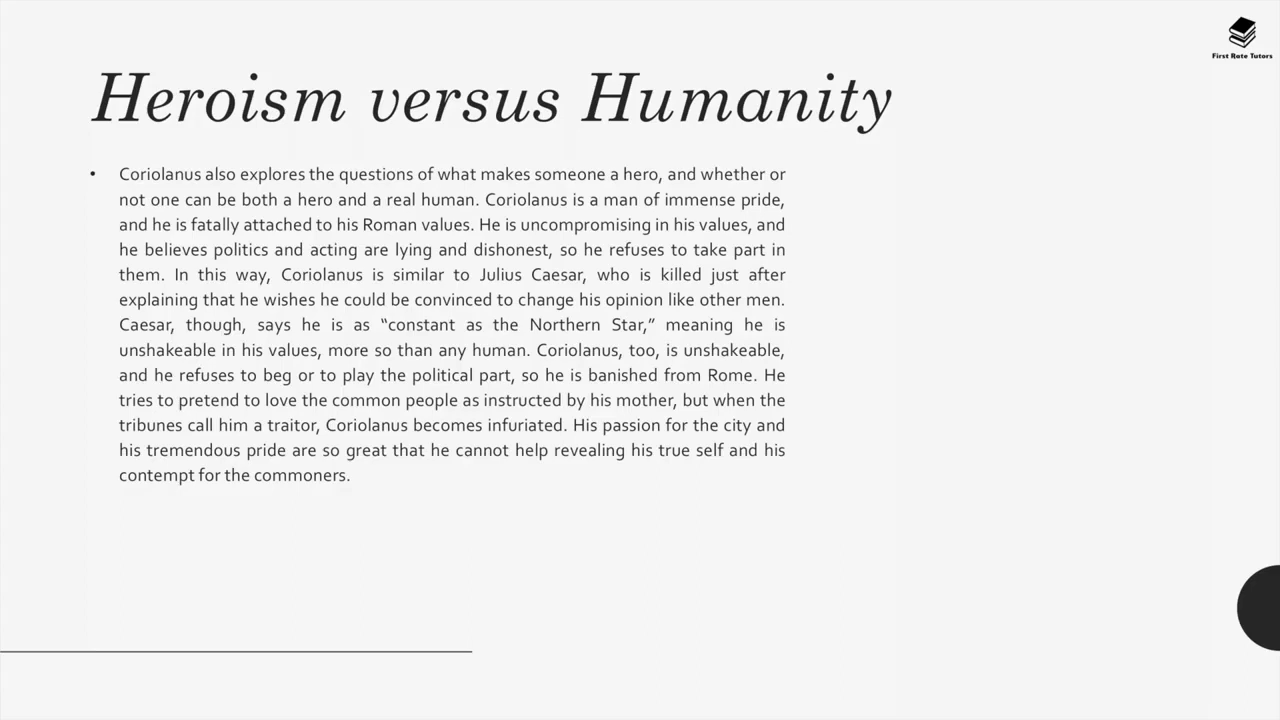 First Rate Tutors
Heroism versus Humanity
• Coriolanus also explores the questions of what makes someone a hero, and whether or
not one can be both a hero and a real human. Coriolanus is a man of immense pride,
and he is fatally attached to his Roman values. He is uncompromising in his values, and
he believes politics and acting are lying and dishonest, so he refuses to take part in
them. In this way, Coriolanus is similar to Julius Caesar, who is killed just after
explaining that he wishes he could be convinced to change his opinion like other men.
Caesar, though, says he is as “constant as the Northern Star,” meaning he is
unshakeable in his values, more so than any human. Coriolanus, too, is unshakeable,
and he refuses to beg or to play the political part, so he is banished from Rome. He
tries to pretend to love the common people as instructed by his mother, but when the
tribunes call him a traitor, Coriolanus becomes infuriated. His passion for the city and
his tremendous pride are so great that he cannot help revealing his true self and his
contempt for the commoners.